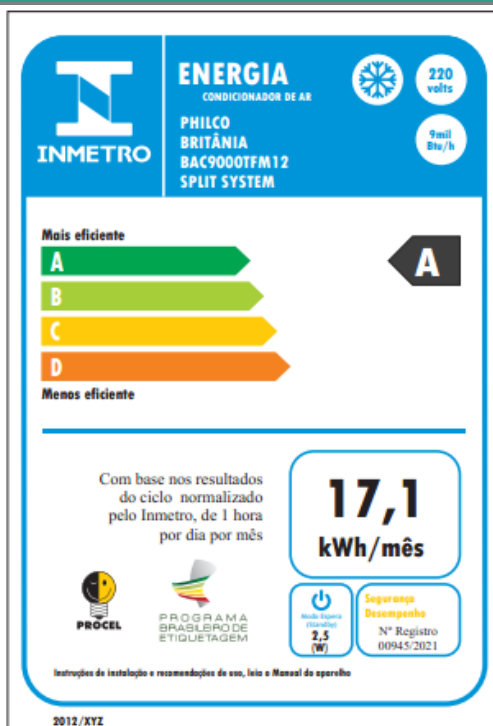 INMETRO
ENERGIA
CONDICIONADOR DE AR
PHILCO
BRITÂNIA
BAC9000TFM12
SPLIT SYSTEM
220
volts
9mil
Btu/h
Mais eficiente
A
A
B
C
D
Menos eficiente
Com base nos resultados
do ciclo normalizado
pelo Inmetro, de 1 hora
por dia por mês
17,1
kWh/mês
PROCEL
PROGRAMA
BRASILEIRO DE
ETIQUETAGEM
Modo Espera
(Standby)
2,5
(W)
Segurança
Desempenho
Nº Registro
00945/2021
Instruções de instalação e recomendações de uso, leia o Manual do aparelho
2012/XYZ